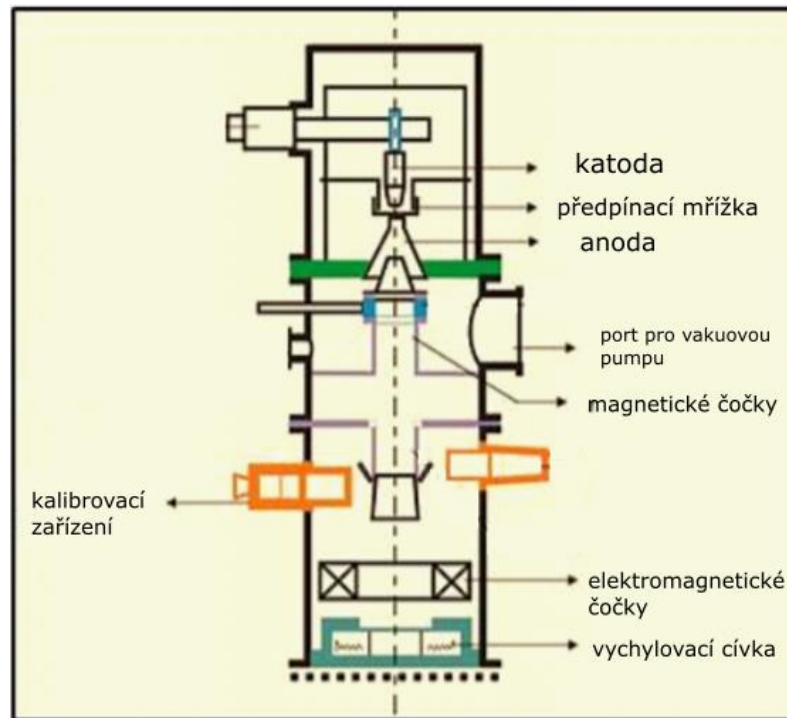 katoda
předpínací mřížka
anoda
port pro vakuovou
pumpu
magnetické čočky
kalibrovací
zařízení
elektromagnetické
čočky
vychylovací cívka